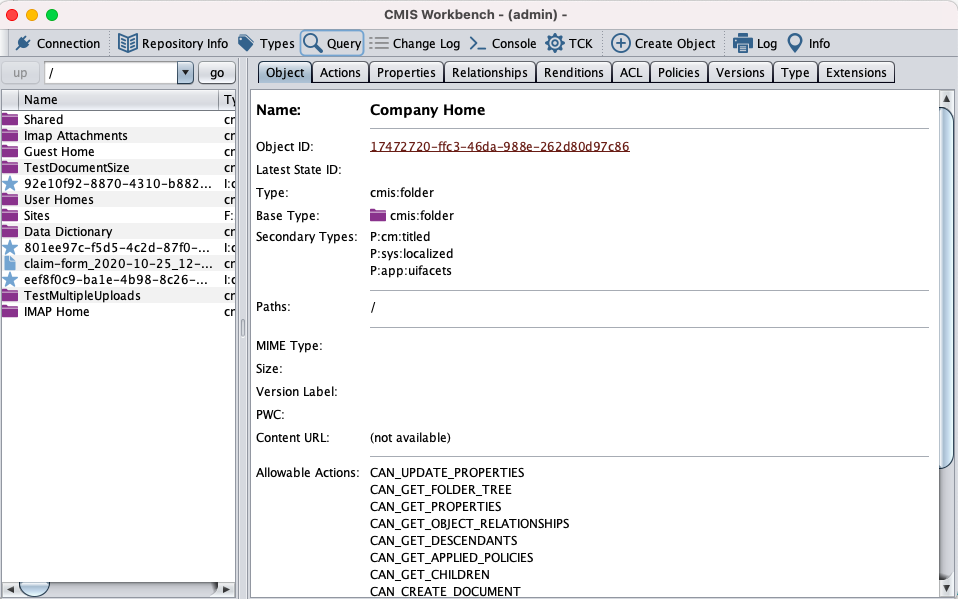 CMIS Workbench - (admin) -
Connection Repository Info Types Query Change Log Console TCK Create Object Log Info
up / go
Object Actions Properties Relationships Renditions ACL Policies Versions Type Extensions
Name Ty
Shared cr
Imap Attachments cr
Guest Home cr
TestDocumentSize cr
92e10f92-8870-4310-b882... I:c
User Homes cr
Sites F:
Data Dictionary cr
801ee97c-f5d5-4c2d-87f0-... I:c
claim-form_2020-10-25_12-... cr
eef8f0c9-ba1e-4b98-8c26-... I:c
TestMultipleUploads cr
IMAP Home cr
Name: Company Home
Object ID: 17472720-ffc3-46da-988e-262d80d97c86
Latest State ID:
Type: cmis:folder
Base Type: cmis:folder
Secondary Types: P:cm:titled
P:sys:localized
P:app:uifacets
Paths: /
MIME Type:
Size:
Version Label:
PWC:
Content URL: (not available)
Allowable Actions: CAN_UPDATE_PROPERTIES
CAN_GET_FOLDER_TREE
CAN_GET_PROPERTIES
CAN_GET_OBJECT_RELATIONSHIPS
CAN_GET_DESCENDANTS
CAN_GET_APPLIED_POLICIES
CAN_GET_CHILDREN
CAN_CREATE_DOCUMENT